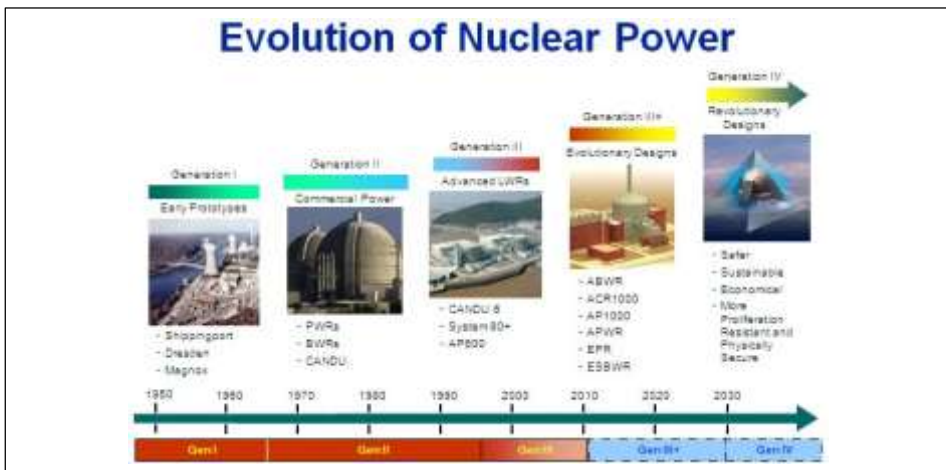 Evolution of Nuclear Power
Generation I
Early Prototypes
- Shippingport
- Dresden
- Magnox
Generation II
Commercial Power
- PWRs
- BWRs
- CANDU
Generation III
Advanced LWRs
- CANDU 6
- System 80+
- AP600
Generation III+
Evolutionary Designs
- ABWR
- ACR1000
- AP1000
- APWR
- EPR
- ESBWR
Generation IV
Revolutionary
Designs
- Safer
- Sustainable
- Economical
- More
Proliferation
Resistant and
Physically
Secure
1950 1960 1970 1980 1990 2000 2010 2020 2030
Gen I Gen II Gen III Gen III+ Gen IV